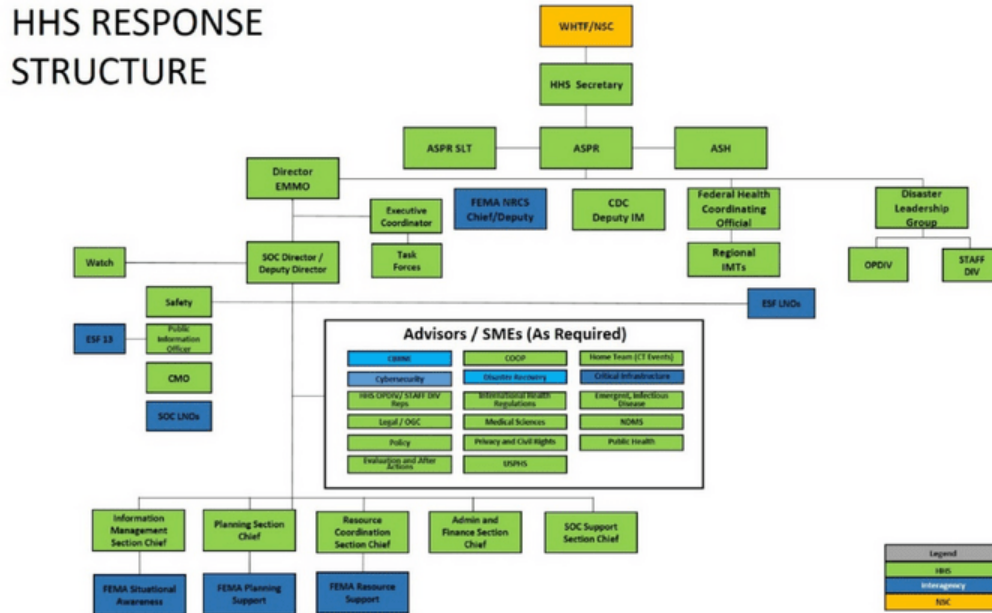 HHS RESPONSE
STRUCTURE
WHTF/NSC
HHS Secretary
ASPR SLT
ASPR
ASH
Director
EMMO
Executive
Coordinator
FEMA NRCS
Chief/Deputy
CDC
Deputy IM
Federal Health
Coordinating
Official
Disaster
Leadership
Group
Watch
SOC Director /
Deputy Director
Task
Forces
Regional
IMTs
OPDIV
STAFF
DIV
Safety
ESF LNOs
ESF 13
Public
Information
Officer
CMO
SOC LNOs
Advisors / SMEs (As Required)
CBRNE
COOP
Home Team (CT Events)
Cybersecurity
Disaster Recovery
Critical Infrastructure
HHS OPDIV/ STAFF DIV
Reps
International Health
Regulations
Emergent, Infectious
Disease
Legal / OGC
Medical Sciences
NDMS
Policy
Privacy and Civil Rights
Public Health
Evaluation and After
Actions
USPHS
Information
Management
Section Chief
Planning Section
Chief
Resource
Coordination
Section Chief
Admin and
Finance Section
Chief
SOC Support
Section Chief
FEMA Situational
Awareness
FEMA Planning
Support
FEMA Resource
Support
Legend
HHS
Interagency
NSC